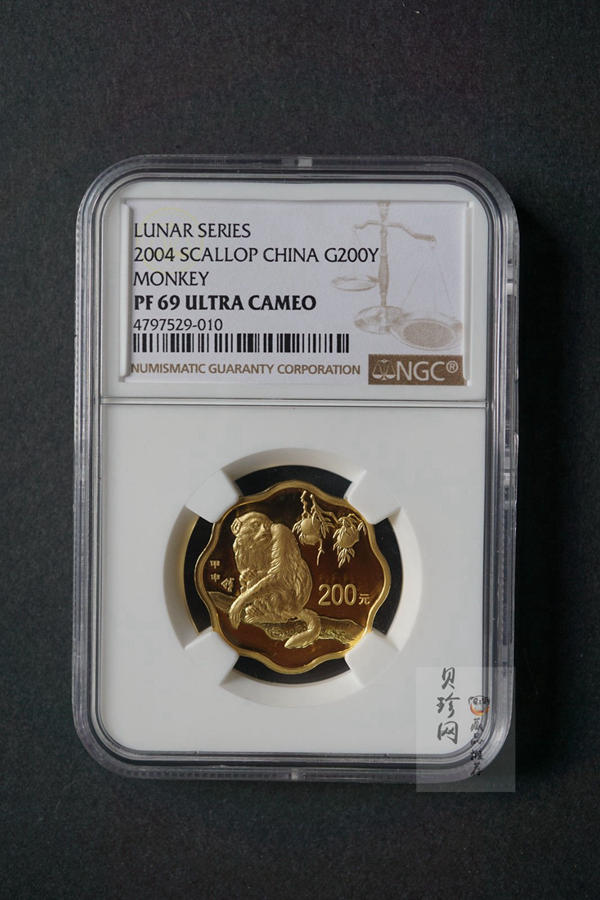 LUNAR SERIES
2004 SCALLOP CHINA G200Y
MONKEY
PF 69 ULTRA CAMEO
4797529-010
NUMISMATIC GUARANTY CORPORATION
NGC®
甲
申
200元
贝珍网